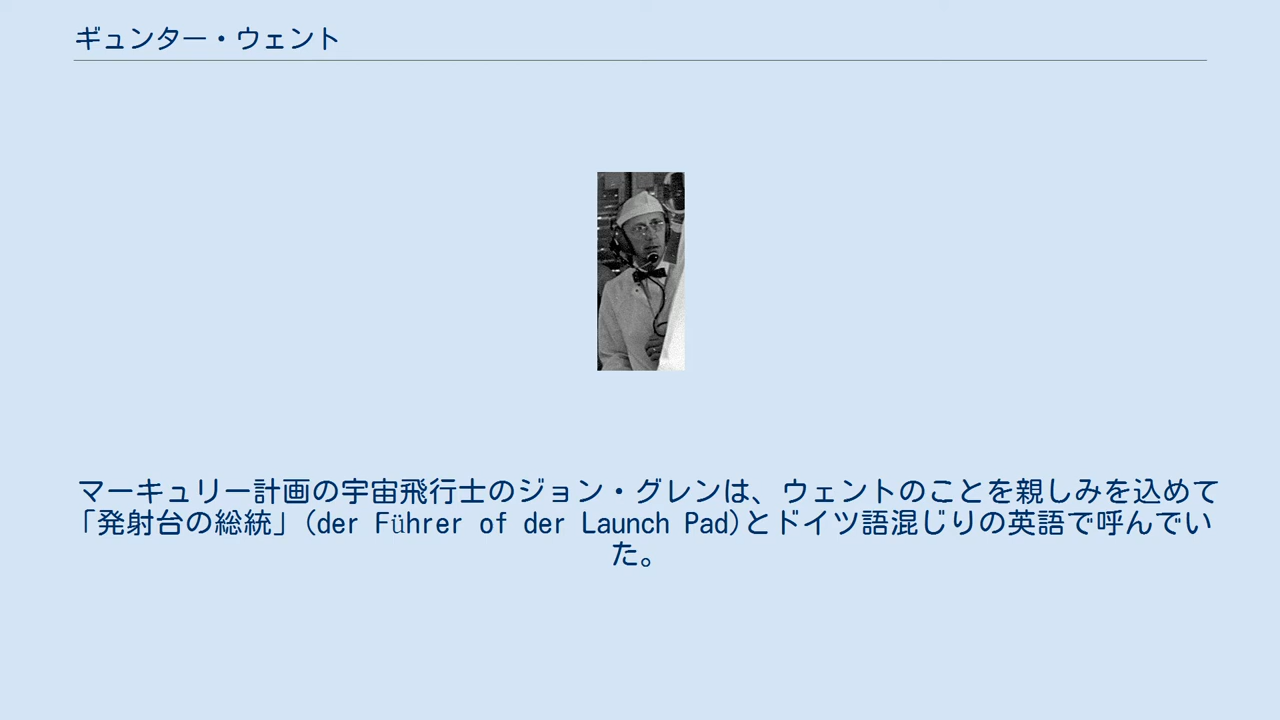 ギュンター・ウェント
マーキュリー計画の宇宙飛行士のジョン・グレンは、ウェントのことを親しみを込めて
「発射台の総統」(der Führer of der Launch Pad)とドイツ語混じりの英語で呼んでい
た。